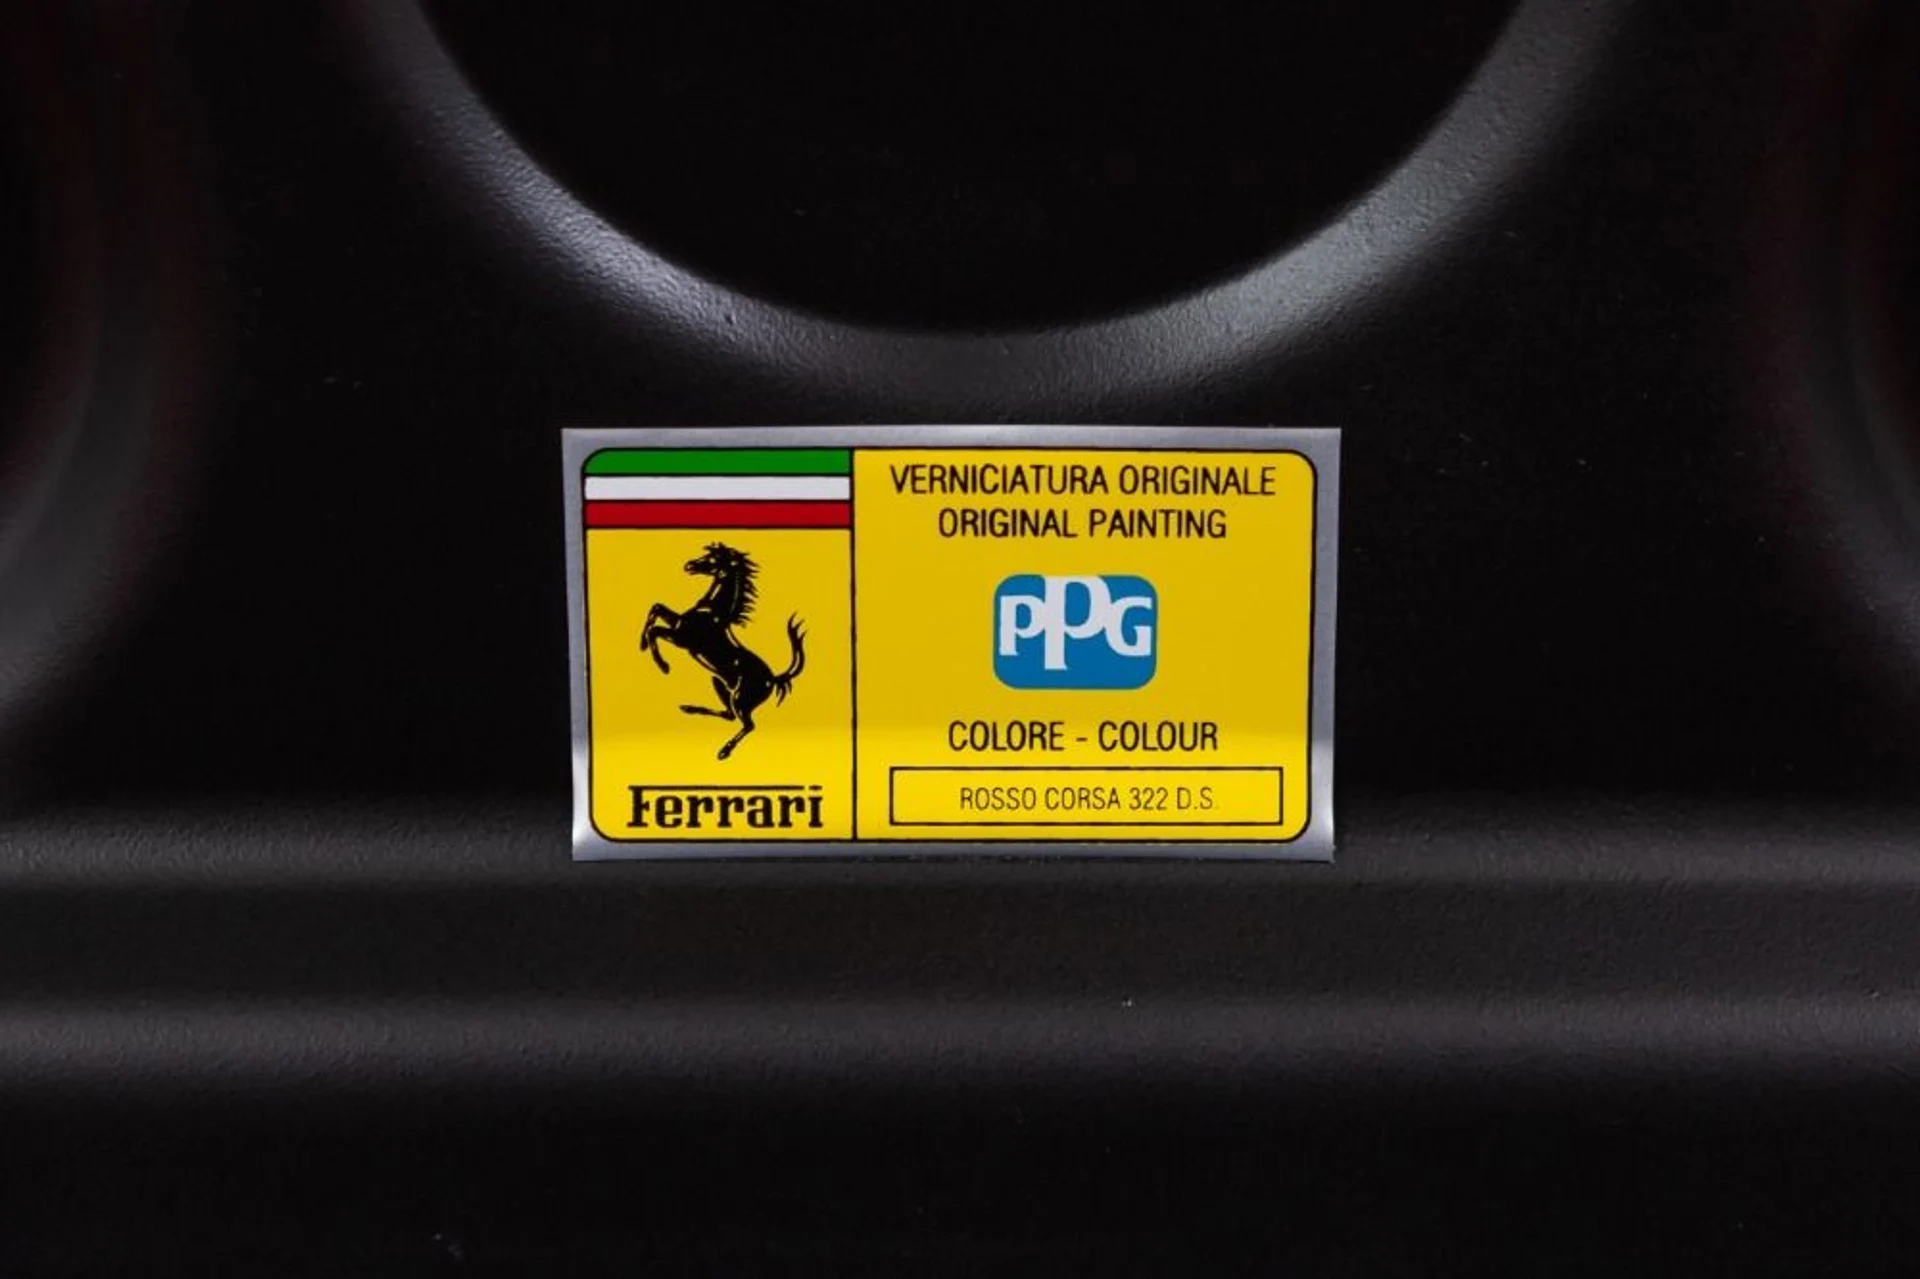 VERNICIATURA ORIGINALE
ORIGINAL PAINTING
PPG
COLORE - COLOUR
ROSSO CORSA 322 D.S.
Ferrari